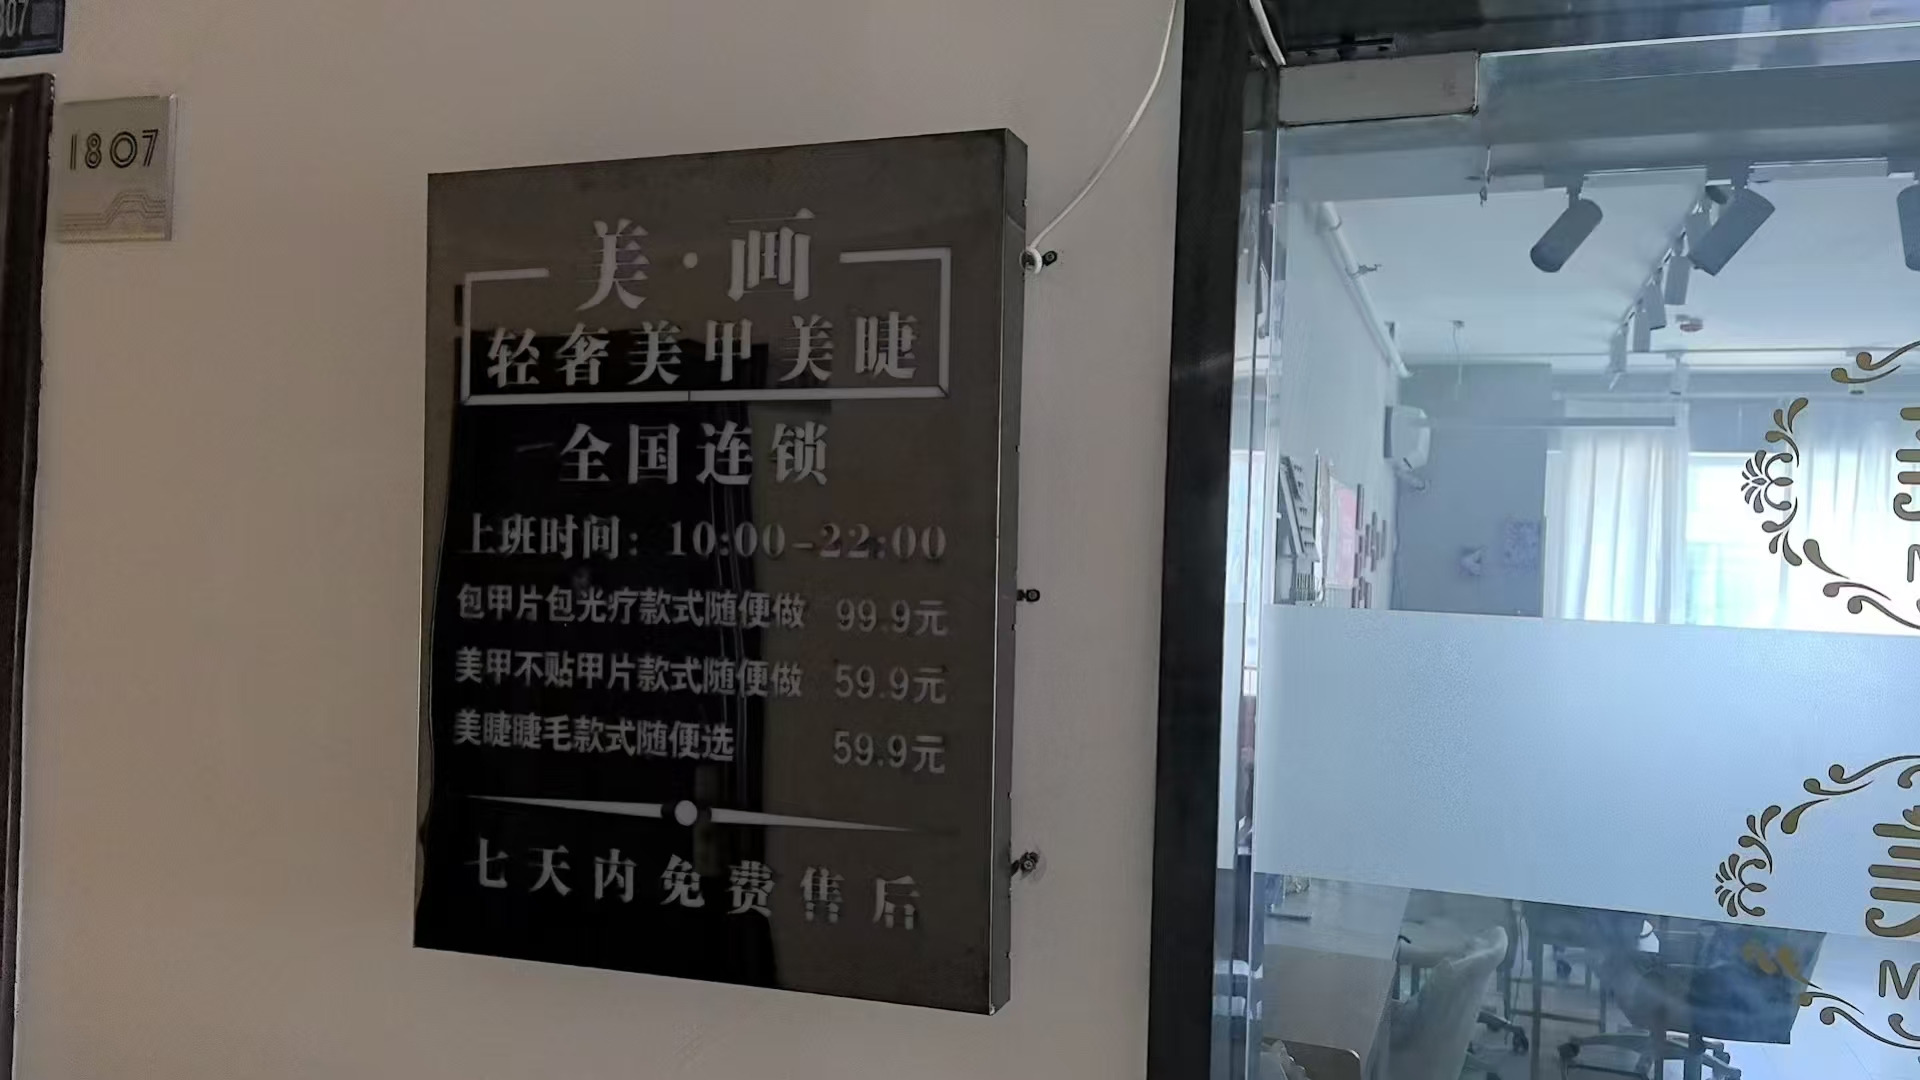 1807
美·画
轻奢美甲美睫
全国连锁
上班时间：10:00-22:00
包甲片包光疗款式随便做 99.9元
美甲不贴甲片款式随便做 59.9元
美睫睫毛款式随便选 59.9元
七天内免费售后